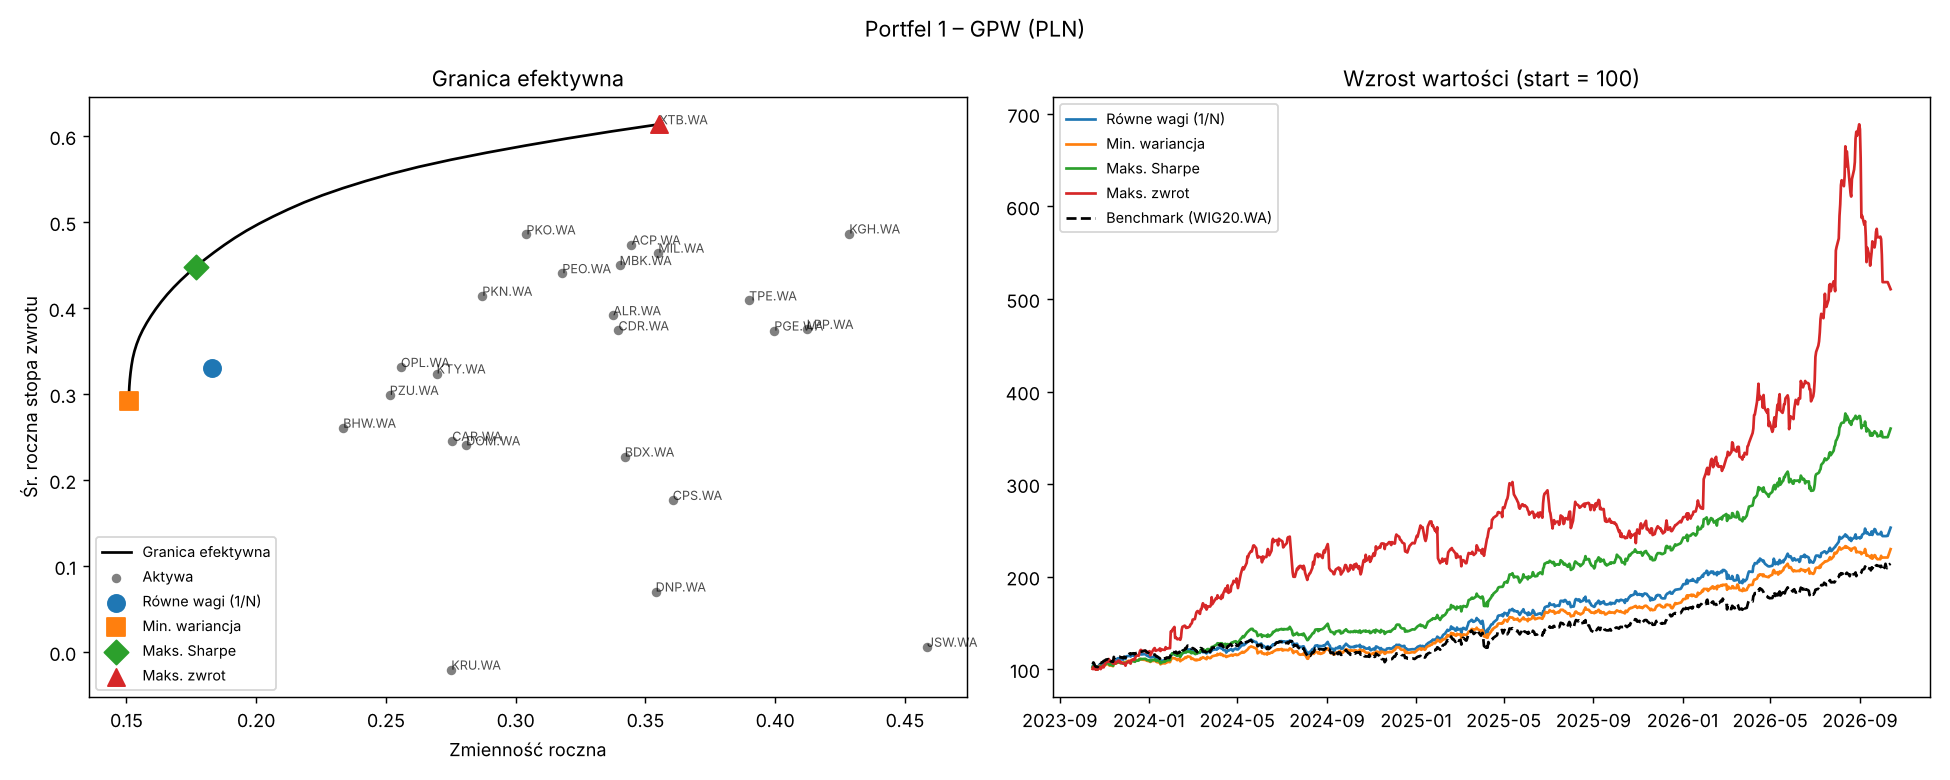 Portfel 1 – GPW (PLN)
Granica efektywna
Śr. roczna stopa zwrotu
0.6
0.5
0.4
0.3
0.2
0.1
0.0
XTB.WA
PKO.WA
KGH.WA
ACP.WA
MIL.WA
MBK.WA
PEO.WA
PKN.WA
TPE.WA
ALR.WA
CDR.WA
PGE.WA
LPP.WA
OPL.WA
KTY.WA
PZU.WA
BHW.WA
CAR.WA
DOM.WA
BDX.WA
CPS.WA
DNP.WA
JSW.WA
KRU.WA
Granica efektywna
Aktywa
Równe wagi (1/N)
Min. wariancja
Maks. Sharpe
Maks. zwrot
0.15 0.20 0.25 0.30 0.35 0.40 0.45
Zmienność roczna
Wzrost wartości (start = 100)
700
600
500
400
300
200
100
Równe wagi (1/N)
Min. wariancja
Maks. Sharpe
Maks. zwrot
Benchmark (WIG20.WA)
2023-09 2024-01 2024-05 2024-09 2025-01 2025-05 2025-09 2026-01 2026-05 2026-09